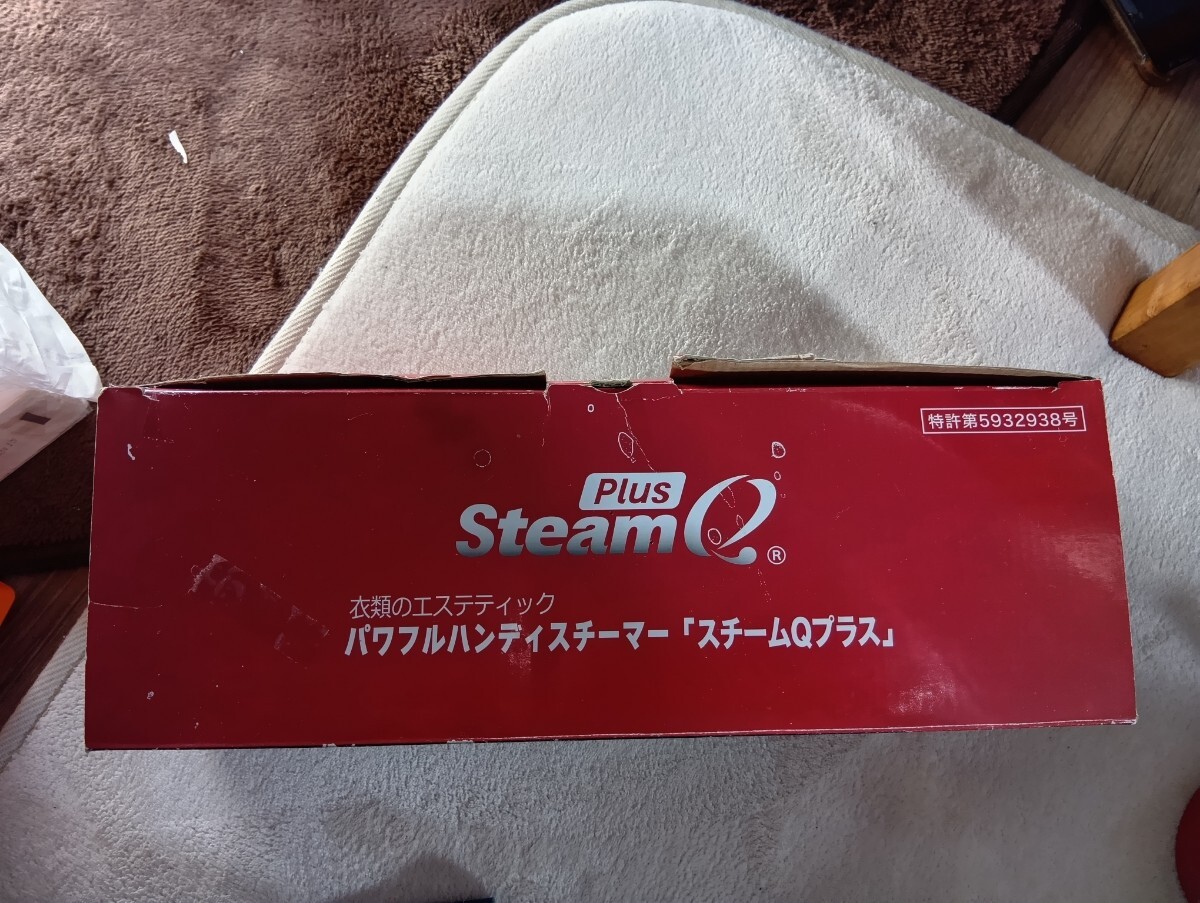 特許第5932938号
Plus
SteamQ®
衣類のエステティック
パワフルハンディスチーマー「スチームQプラス」